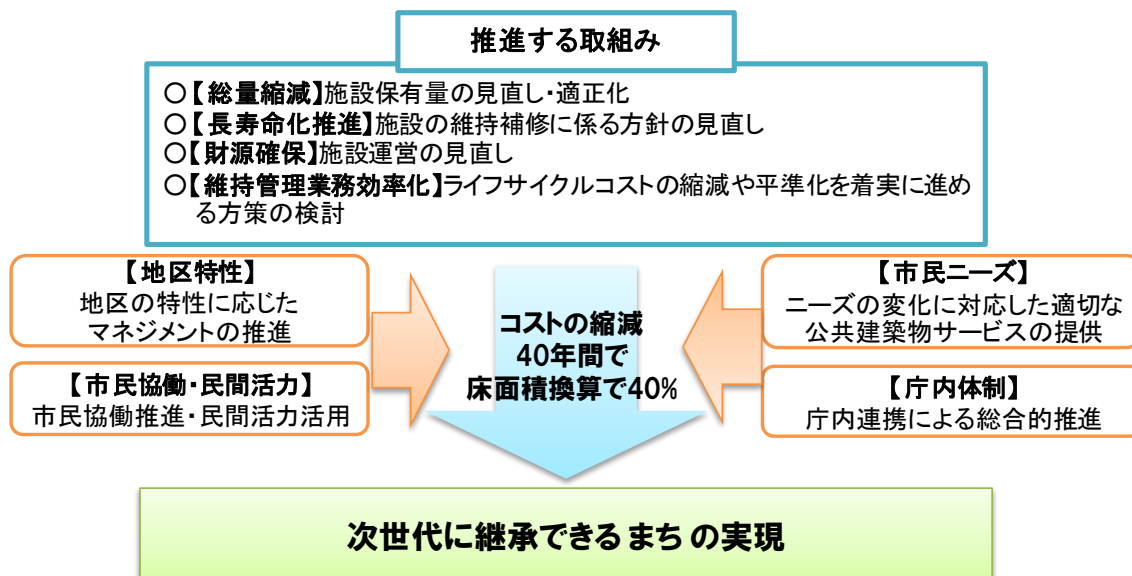 推進する取組み
○【総量縮減】施設保有量の見直し・適正化
○【長寿命化推進】施設の維持補修に係る方針の見直し
○【財源確保】施設運営の見直し
○【維持管理業務効率化】ライフサイクルコストの縮減や平準化を着実に進め
る方策の検討
【地区特性】
地区の特性に応じた
マネジメントの推進
【市民協働・民間活力】
市民協働推進・民間活力活用
コストの縮減
40年間で
床面積換算で40%
【市民ニーズ】
ニーズの変化に対応した適切な
公共建築物サービスの提供
【庁内体制】
庁内連携による総合的推進
次世代に継承できるまちの実現